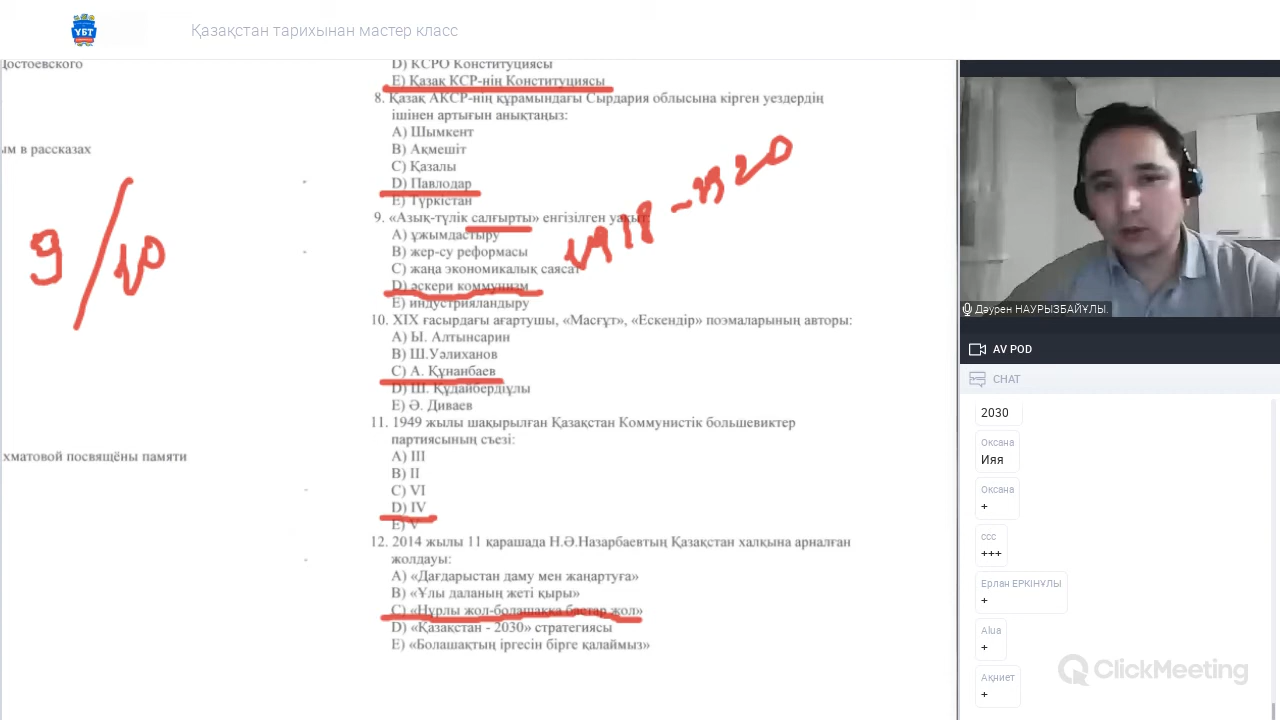 ҰБТ
Қазақстан тарихынан мастер класс
Достоевского
ым в рассказах
9/10
хматовой посвящёны памяти
D) КСРО Конституциясы
E) Қазақ КСР-нің Конституциясы
8. Қазақ АКСР-нің құрамындағы Сырдария облысына кірген уездердің
ішінен артығын анықтаңыз:
A) Шымкент
B) Ақмешіт
C) Қазалы
D) Павлодар
E) Түркістан
9. «Азық-түлік салғырты» енгізілген уақыт:
A) ұжымдастыру
B) жер-су реформасы
C) жаңа экономикалық саясат
D) әскери коммунизм
E) индустрияландыру
10. XIX ғасырдағы ағартушы, «Масғұт», «Ескендір» поэмаларының авторы:
A) Ы. Алтынсарин
B) Ш.Уәлиханов
C) А. Құнанбаев
D) Ш. Құдайбердіұлы
E) Ә. Диваев
11. 1949 жылы шақырылған Қазақстан Коммунистік большевиктер
партиясының съезі:
A) III
B) II
C) VI
D) IV
E) V
12. 2014 жылы 11 қарашада Н.Ә.Назарбаевтың Қазақстан халқына арналған
жолдауы:
A) «Дағдарыстан даму мен жаңартуға»
B) «Ұлы даланың жеті қыры»
C) «Нұрлы жол-болашаққа бастар жол»
D) «Қазақстан - 2030» стратегиясы
E) «Болашақтың іргесін бірге қалаймыз»
Дәурен НАУРЫЗБАЙҰЛЫ.
AV POD
CHAT
2030
Оксана
Ияя
Оксана
+
ссс
+++
Ерлан ЕРКІНҰЛЫ
+
Alua
+
Ақниет
+
ClickMeeting